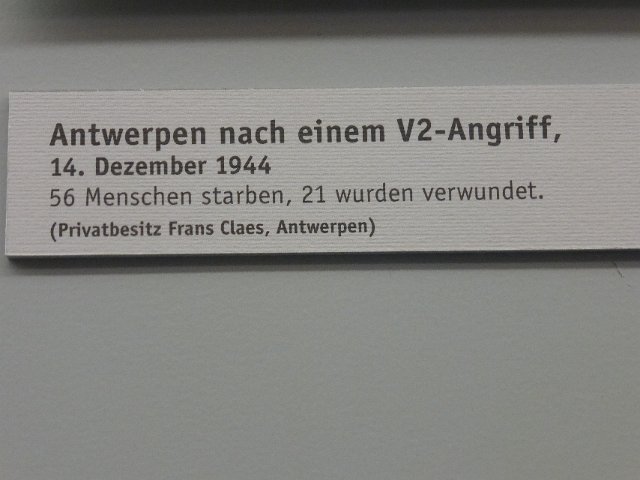 Antwerpen nach einem V2-Angriff,
14. Dezember 1944
56 Menschen starben, 21 wurden verwundet.
(Privatbesitz Frans Claes, Antwerpen)